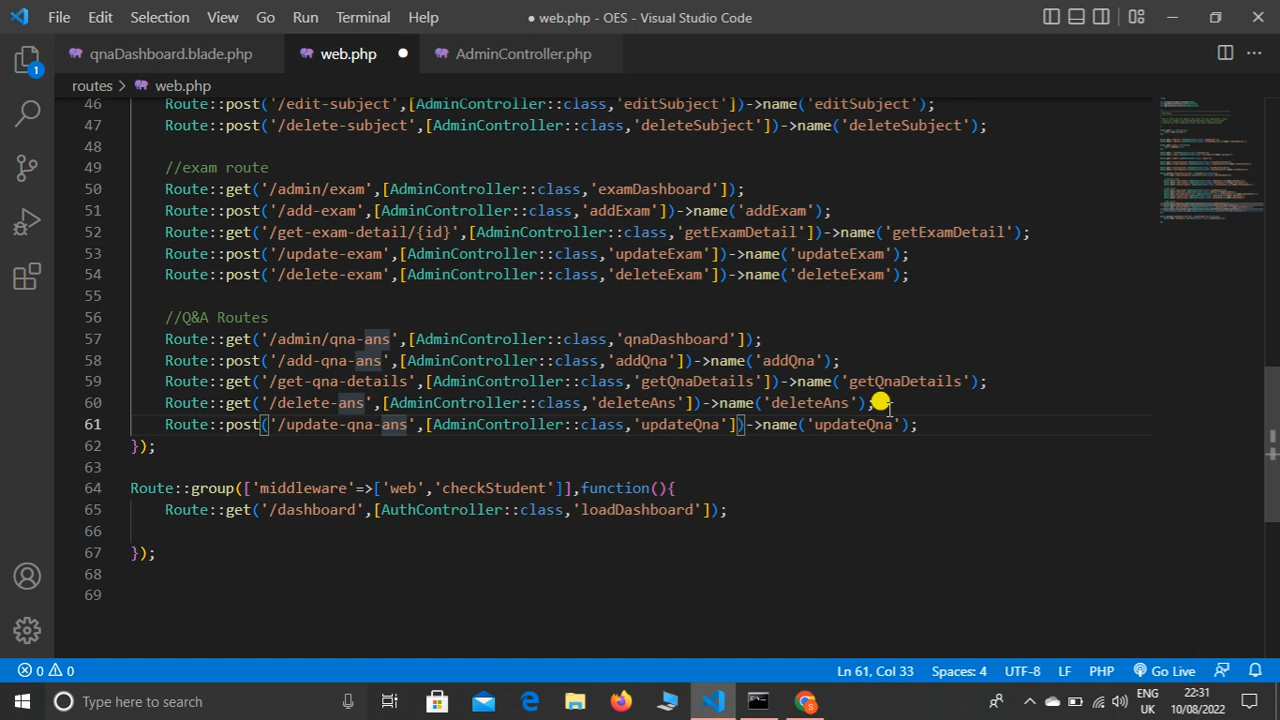 File Edit Selection View Go Run Terminal Help ● web.php - OES - Visual Studio Code
qnaDashboard.blade.php web.php AdminController.php
1
routes > web.php
46 Route::post('/edit-subject',[AdminController::class,'editSubject'])->name('editSubject');
47 Route::post('/delete-subject',[AdminController::class,'deleteSubject'])->name('deleteSubject');
48
49 //exam route
50 Route::get('/admin/exam',[AdminController::class,'examDashboard']);
51 Route::post('/add-exam',[AdminController::class,'addExam'])->name('addExam');
52 Route::get('/get-exam-detail/{id}',[AdminController::class,'getExamDetail'])->name('getExamDetail');
53 Route::post('/update-exam',[AdminController::class,'updateExam'])->name('updateExam');
54 Route::post('/delete-exam',[AdminController::class,'deleteExam'])->name('deleteExam');
55
56 //Q&A Routes
57 Route::get('/admin/qna-ans',[AdminController::class,'qnaDashboard']);
58 Route::post('/add-qna-ans',[AdminController::class,'addQna'])->name('addQna');
59 Route::get('/get-qna-details',[AdminController::class,'getQnaDetails'])->name('getQnaDetails');
60 Route::get('/delete-ans',[AdminController::class,'deleteAns'])->name('deleteAns');
61 Route::post('/update-qna-ans',[AdminController::class,'updateQna'])->name('updateQna');
62 });
63
64 Route::group(['middleware'=>['web','checkStudent']],function(){
65 Route::get('/dashboard',[AuthController::class,'loadDashboard']);
66
67 });
68
69
0 0 Ln 61, Col 33 Spaces: 4 UTF-8 LF PHP Go Live
Type here to search ENG UK 22:31 10/08/2022